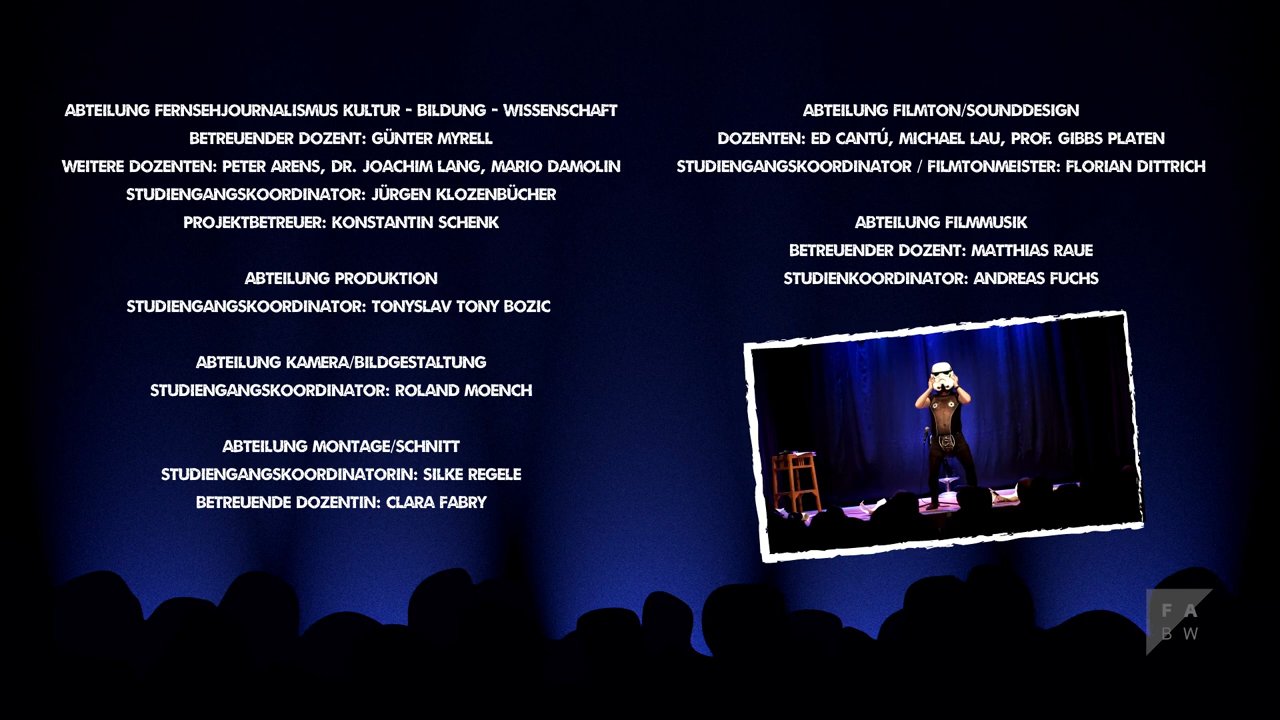 ABTEILUNG FERNSEHJOURNALISMUS KULTUR - BILDUNG - WISSENSCHAFT
BETREUENDER DOZENT: GÜNTER MYRELL
WEITERE DOZENTEN: PETER ARENS, DR. JOACHIM LANG, MARIO DAMOLIN
STUDIENGANGSKOORDINATOR: JÜRGEN KLOZENBÜCHER
PROJEKTBETREUER: KONSTANTIN SCHENK
ABTEILUNG PRODUKTION
STUDIENGANGSKOORDINATOR: TONYSLAV TONY BOZIC
ABTEILUNG KAMERA/BILDGESTALTUNG
STUDIENGANGSKOORDINATOR: ROLAND MOENCH
ABTEILUNG MONTAGE/SCHNITT
STUDIENGANGSKOORDINATORIN: SILKE REGELE
BETREUENDE DOZENTIN: CLARA FABRY
ABTEILUNG FILMTON/SOUNDDESIGN
DOZENTEN: ED CANTÚ, MICHAEL LAU, PROF. GIBBS PLATEN
STUDIENGANGSKOORDINATOR / FILMTONMEISTER: FLORIAN DITTRICH
ABTEILUNG FILMMUSIK
BETREUENDER DOZENT: MATTHIAS RAUE
STUDIENKOORDINATOR: ANDREAS FUCHS
F A
B W